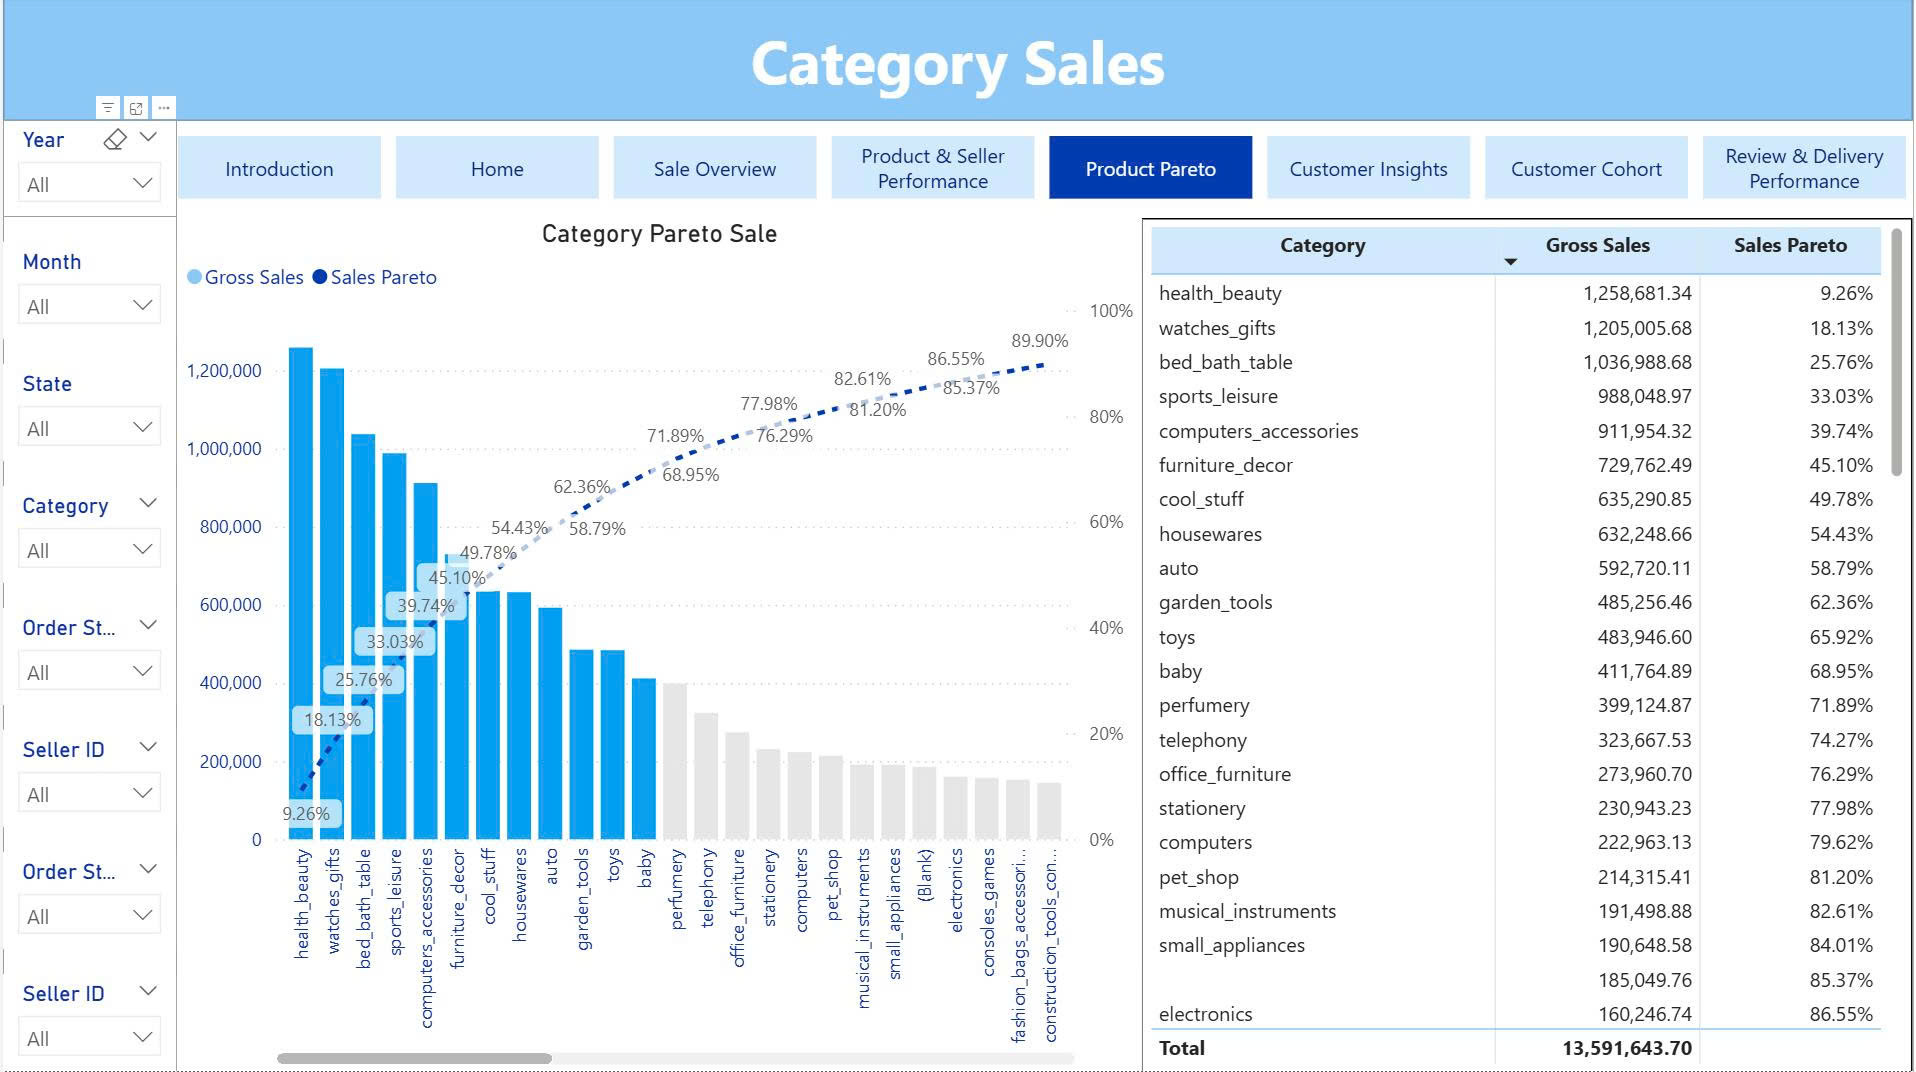 Category Sales
Year
All
Month
All
State
All
Category
All
Order St...
All
Seller ID
All
Order St...
All
Seller ID
All
Introduction
Home
Sale Overview
Product & Seller
Performance
Product Pareto
Customer Insights
Customer Cohort
Review & Delivery
Performance
Category Pareto Sale
Gross Sales Sales Pareto
1,200,000
1,000,000
800,000
600,000
400,000
200,000
0
9.26%
18.13%
25.76%
33.03%
39.74%
45.10%
49.78%
54.43%
58.79%
62.36%
68.95%
71.89%
76.29%
77.98%
81.20%
82.61%
85.37%
86.55%
89.90%
100%
80%
60%
40%
20%
0%
health_beauty
watches_gifts
bed_bath_table
sports_leisure
computers_accessories
furniture_decor
cool_stuff
housewares
auto
garden_tools
toys
baby
perfumery
telephony
office_furniture
stationery
computers
pet_shop
musical_instruments
small_appliances
(Blank)
electronics
consoles_games
fashion_bags_accessori...
construction_tools_con...
Category Gross Sales Sales Pareto
health_beauty 1,258,681.34 9.26%
watches_gifts 1,205,005.68 18.13%
bed_bath_table 1,036,988.68 25.76%
sports_leisure 988,048.97 33.03%
computers_accessories 911,954.32 39.74%
furniture_decor 729,762.49 45.10%
cool_stuff 635,290.85 49.78%
housewares 632,248.66 54.43%
auto 592,720.11 58.79%
garden_tools 485,256.46 62.36%
toys 483,946.60 65.92%
baby 411,764.89 68.95%
perfumery 399,124.87 71.89%
telephony 323,667.53 74.27%
office_furniture 273,960.70 76.29%
stationery 230,943.23 77.98%
computers 222,963.13 79.62%
pet_shop 214,315.41 81.20%
musical_instruments 191,498.88 82.61%
small_appliances 190,648.58 84.01%
185,049.76 85.37%
electronics 160,246.74 86.55%
Total 13,591,643.70